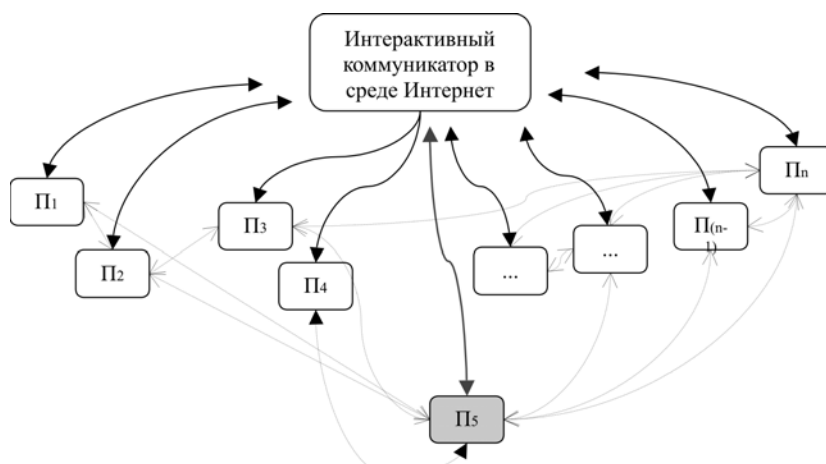 Интерактивный
коммуникатор в
среде Интернет
Пn
П1
П3
П(n-
1)
П2
...
...
П4
П5